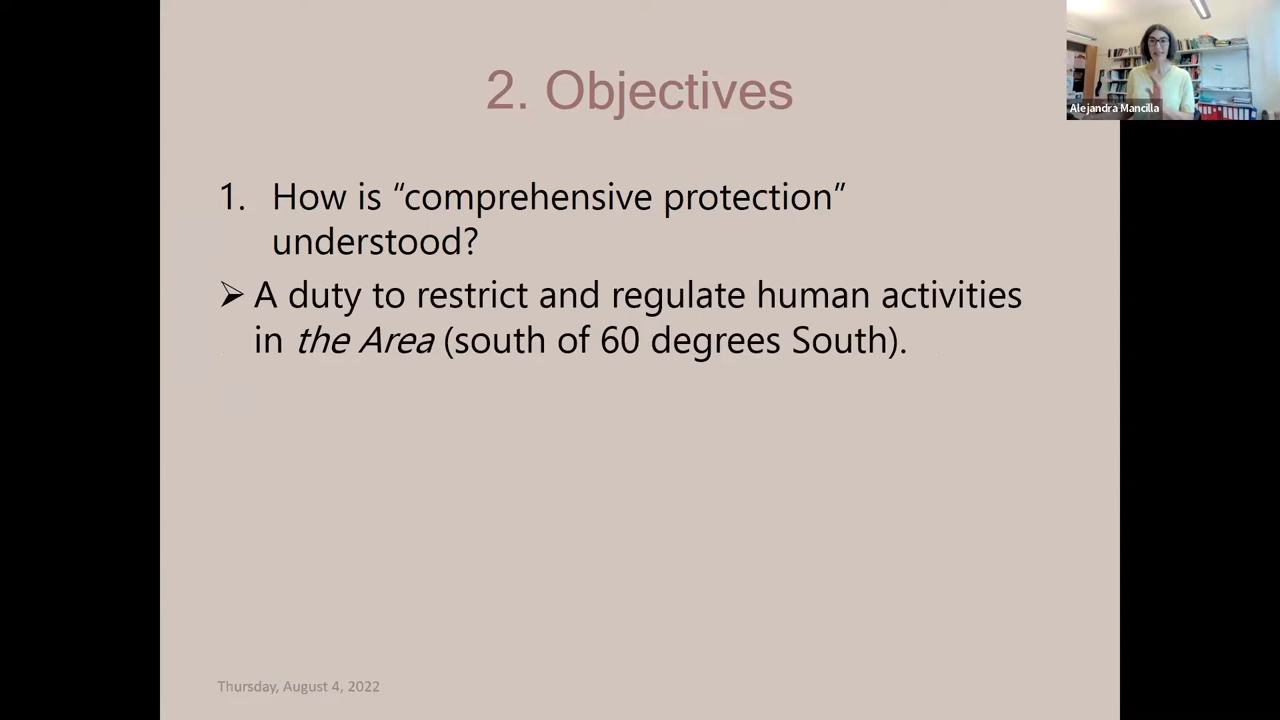 2. Objectives
Alejandra Mancilla
1. How is “comprehensive protection”
understood?
➢ A duty to restrict and regulate human activities
in the Area (south of 60 degrees South).
Thursday, August 4, 2022